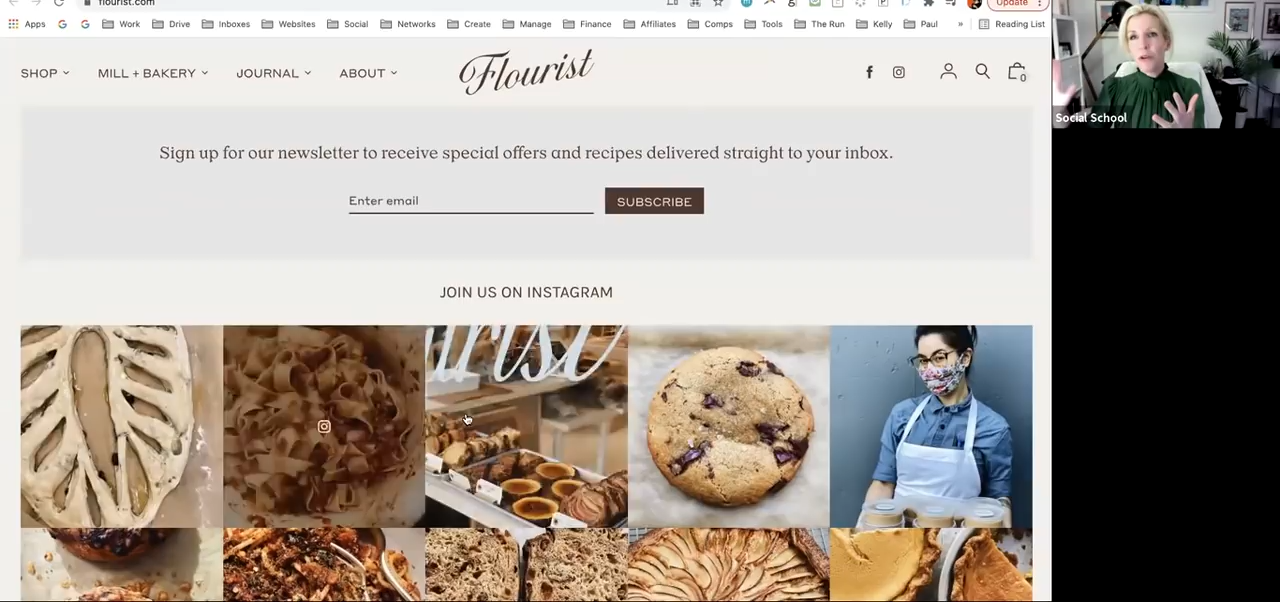 flourist.com
Update
Apps
Work
Drive
Inboxes
Websites
Social
Networks
Create
Manage
Finance
Affiliates
Comps
Tools
The Run
Kelly
Paul
»
Reading List
SHOP
MILL + BAKERY
JOURNAL
ABOUT
Flourist
0
Social School
Sign up for our newsletter to receive special offers and recipes delivered straight to your inbox.
Enter email
SUBSCRIBE
JOIN US ON INSTAGRAM
urist